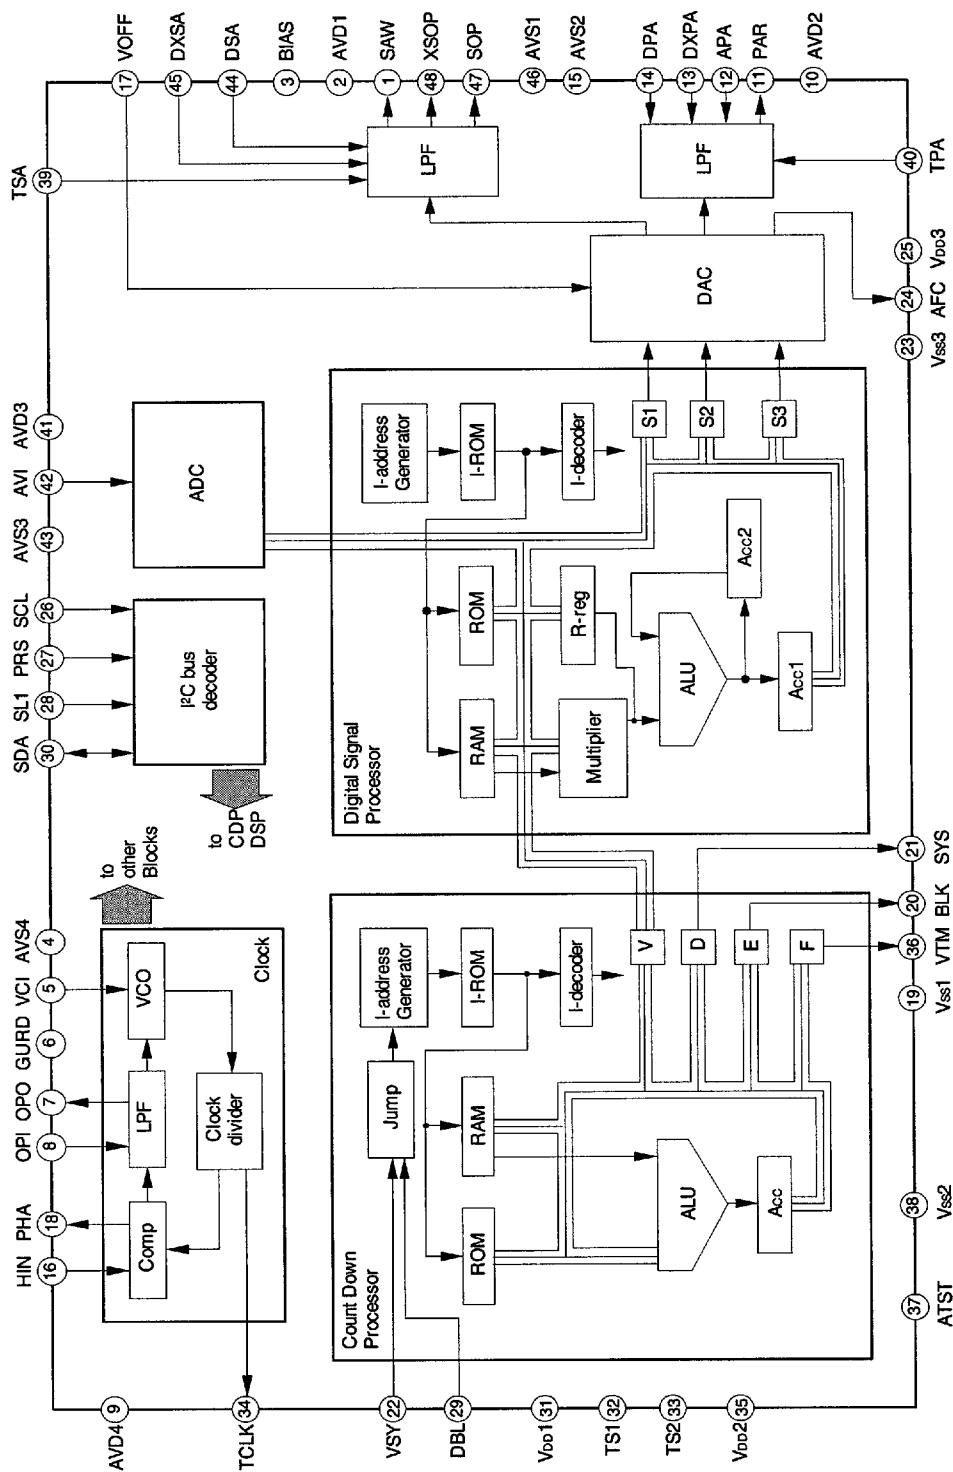 HIN
PHA
OPI
OPO
GURD
VCI
AVS4
SDA
SL1
PRS
SCL
AVS3
AVI
AVD3
TSA
16
18
8
7
6
5
4
30
28
27
26
43
42
41
39
AVD4
9
TCLK
34
VSY
22
DBL
29
VDD1
31
TS1
32
TS2
33
VDD2
35
Comp
LPF
VCO
Clock
divider
Clock
to
other
Blocks
I²C bus
decoder
to
CDP
DSP
ADC
Count Down
Processor
Jump
I-address
Generator
I-ROM
I-decoder
ROM
RAM
ALU
Acc
V
D
E
F
Digital Signal
Processor
I-address
Generator
I-ROM
I-decoder
RAM
ROM
Multiplier
R-reg
ALU
Acc1
Acc2
S1
S2
S3
DAC
LPF
LPF
17
VOFF
45
DXSA
44
DSA
3
BIAS
2
AVD1
1
SAW
48
XSOP
47
SOP
46
AVS1
15
AVS2
14
DPA
13
DXPA
12
APA
11
PAR
10
AVD2
37
38
19
36
20
21
23
24
25
40
ATST
VSS2
VSS1
VTM
BLK
SYS
VSS3
AFC
VDD3
TPA